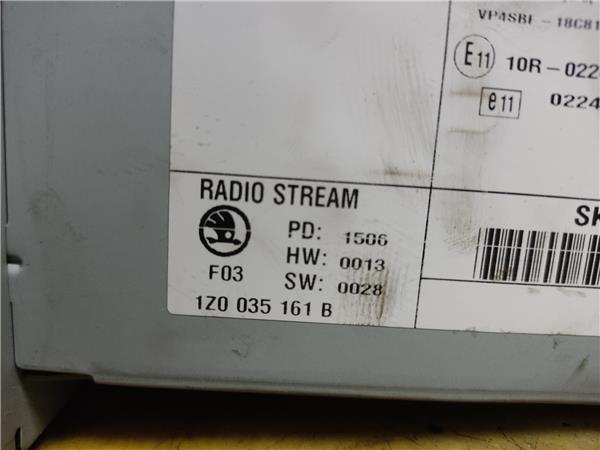 VP4SBF-18C81
E11 10R-022
e11 0224
RADIO STREAM
PD: 1506
HW: 0013
F03 SW: 0028
1Z0 035 161 B
SK